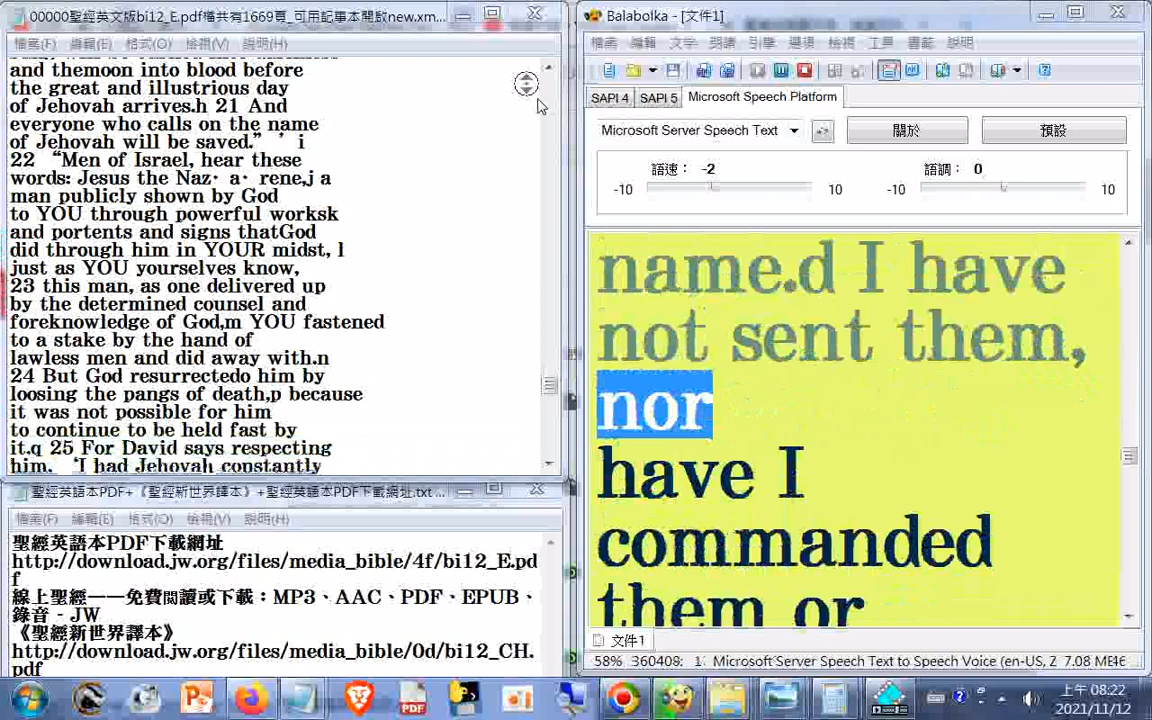 00000聖經英文版bi12_E.pdf檔共有1669頁_可用記事本開啟new.xm...
檔案(F) 編輯(E) 格式(O) 檢視(V) 說明(H)
and themoon into blood before
the great and illustrious day
of Jehovah arrives.h 21 And
everyone who calls on the name
of Jehovah will be saved.” ’ i
22 “Men of Israel, hear these
words: Jesus the Naz· a· rene,j a
man publicly shown by God
to YOU through powerful worksk
and portents and signs thatGod
did through him in YOUR midst, l
just as YOU yourselves know,
23 this man, as one delivered up
by the determined counsel and
foreknowledge of God,m YOU fastened
to a stake by the hand of
lawless men and did away with.n
24 But God resurrectedo him by
loosing the pangs of death,p because
it was not possible for him
to continue to be held fast by
it.q 25 For David says respecting
him, ‘I had Jehovah constantly
聖經英語本PDF+《聖經新世界譯本》+聖經英語本PDF下載網址.txt ...
檔案(F) 編輯(E) 格式(O) 檢視(V) 說明(H)
聖經英語本PDF下載網址
http://download.jw.org/files/media_bible/4f/bi12_E.pd
f
線上聖經——免費閱讀或下載：MP3、AAC、PDF、EPUB、
錄音 - JW
《聖經新世界譯本》
http://download.jw.org/files/media_bible/0d/bi12_CH.
pdf
Balabolka - [文件1]
檔案 編輯 文字 朗讀 引擎 選項 檢視 工具 書籤 說明
SAPI 4 SAPI 5 Microsoft Speech Platform
Microsoft Server Speech Text 關於 預設
語速： -2 語調： 0
-10 10 -10 10
name.d I have
not sent them,
nor
have I
commanded
them or
文件1
58% 360408: Microsoft Server Speech Text to Speech Voice (en-US, Z 7.08 ME
上午 08:22
2021/11/12